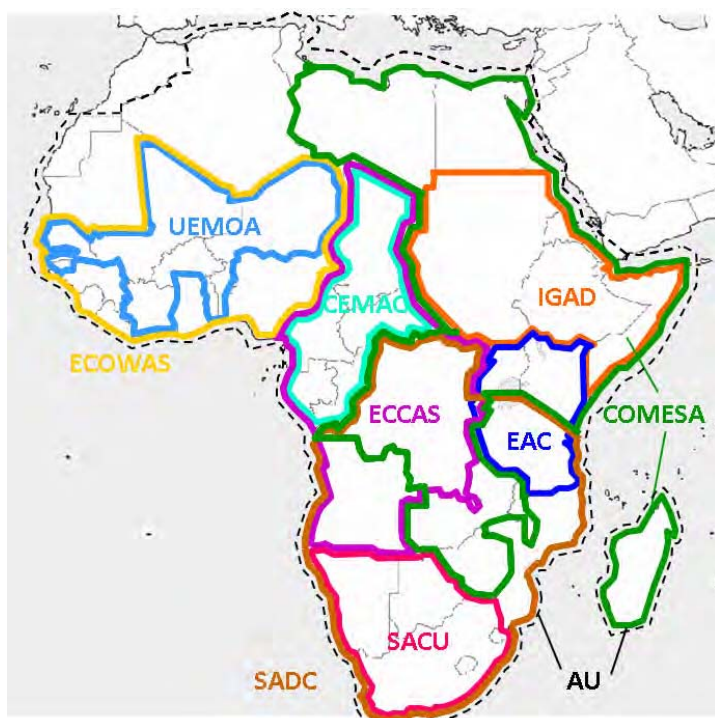 UEMOA
CEMAC
IGAD
ECOWAS
ECCAS
COMESA
EAC
SACU
SADC
AU